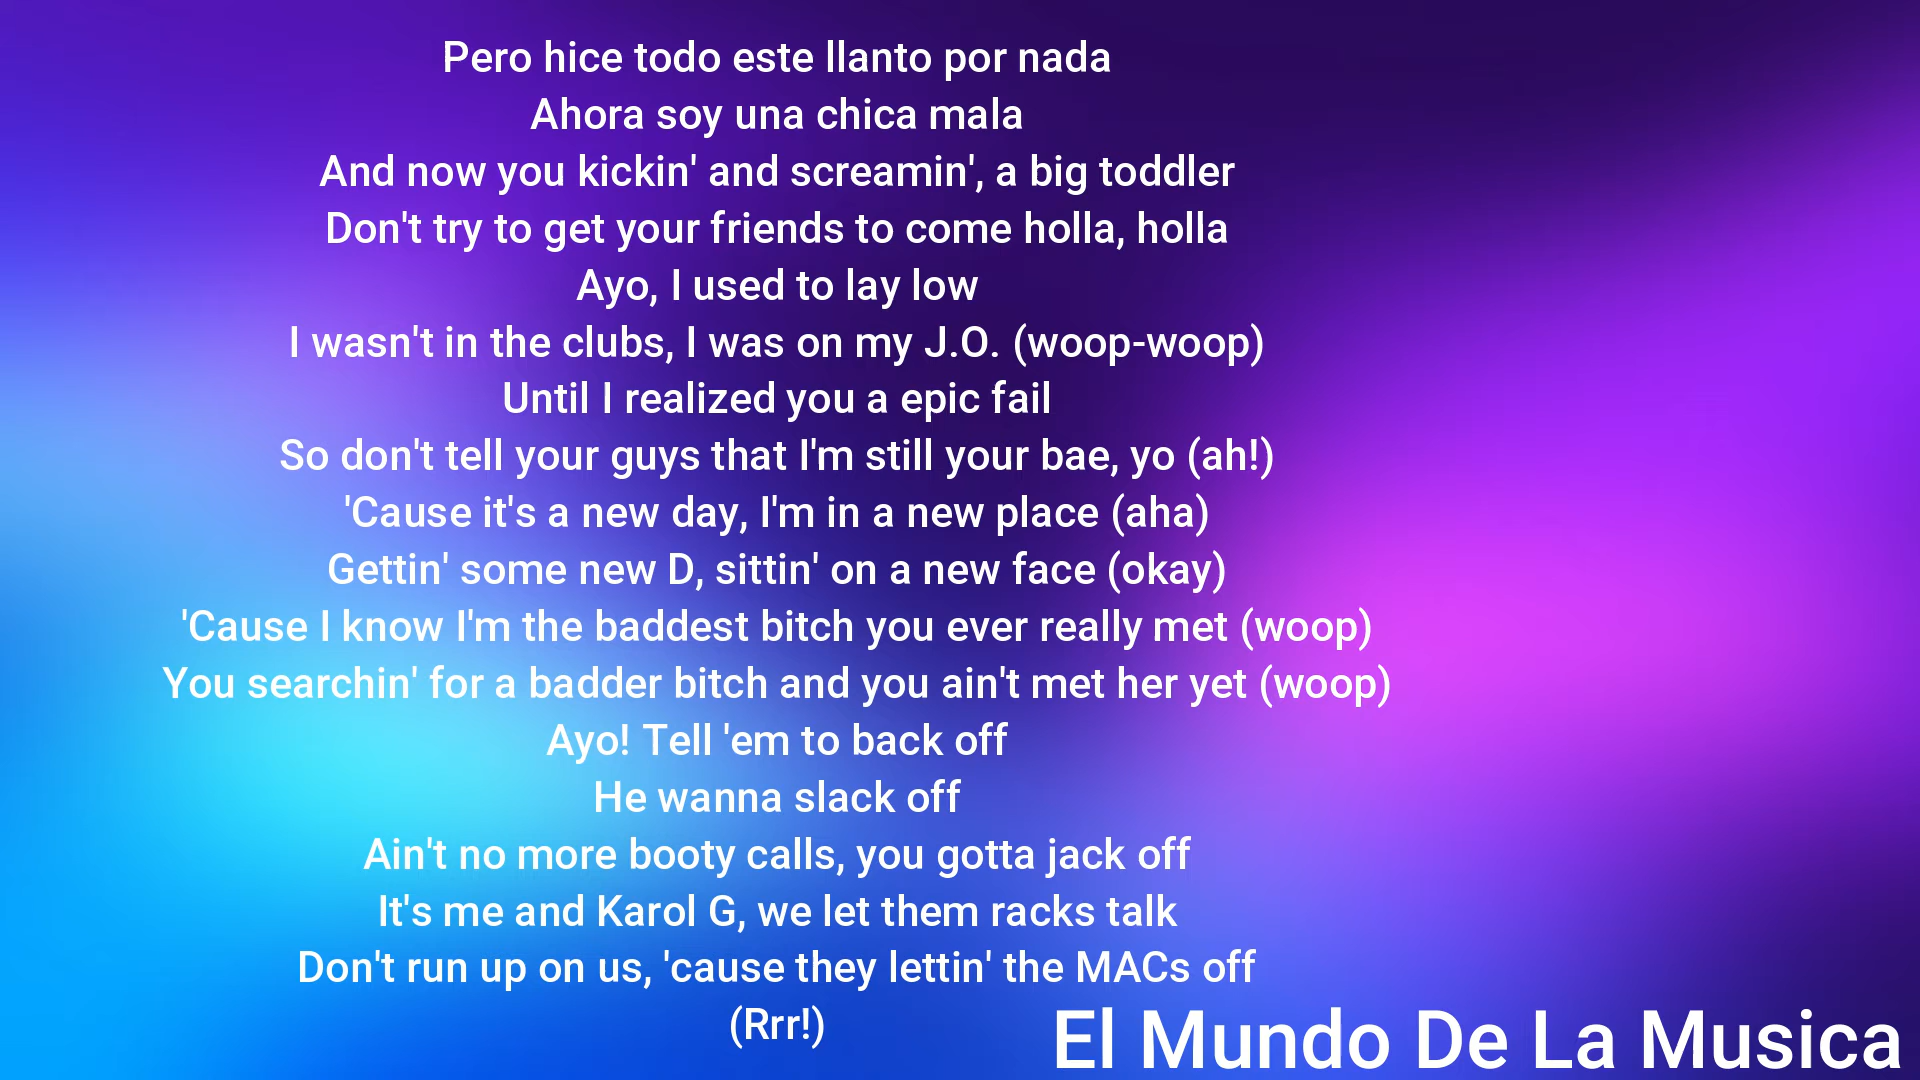 Pero hice todo este llanto por nada
Ahora soy una chica mala
And now you kickin' and screamin', a big toddler
Don't try to get your friends to come holla, holla
Ayo, I used to lay low
I wasn't in the clubs, I was on my J.O. (woop-woop)
Until I realized you a epic fail
So don't tell your guys that I'm still your bae, yo (ah!)
'Cause it's a new day, I'm in a new place (aha)
Gettin' some new D, sittin' on a new face (okay)
'Cause I know I'm the baddest bitch you ever really met (woop)
You searchin' for a badder bitch and you ain't met her yet (woop)
Ayo! Tell 'em to back off
He wanna slack off
Ain't no more booty calls, you gotta jack off
It's me and Karol G, we let them racks talk
Don't run up on us, 'cause they lettin' the MACs off
(Rrr!)
El Mundo De La Musica